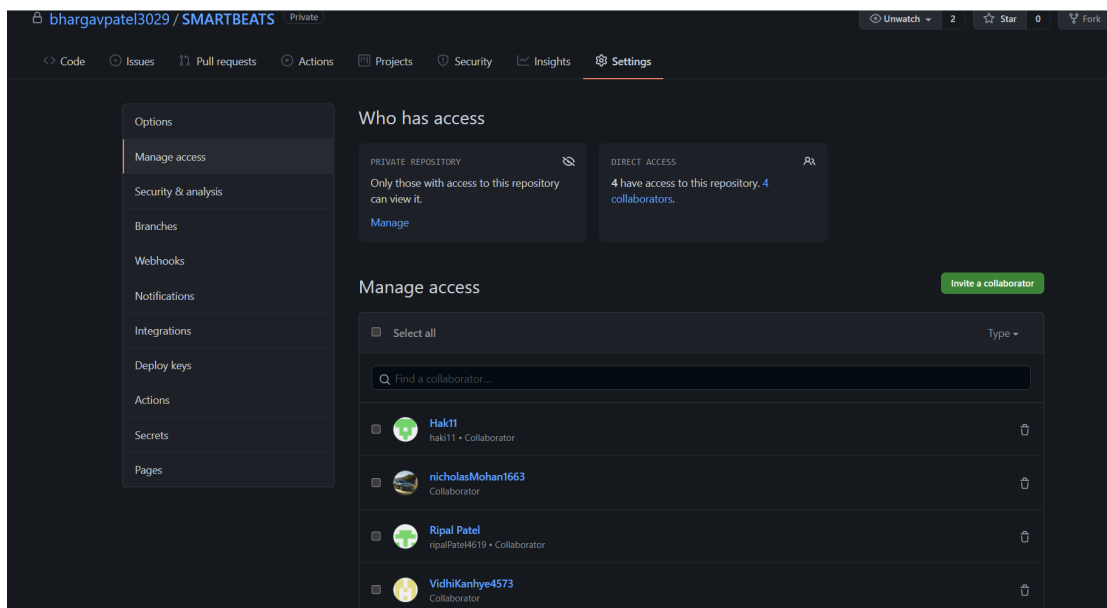 bhargavpatel3029 / SMARTBEATS Private
Unwatch 2 Star 0 Fork
Code Issues Pull requests Actions Projects Security Insights Settings
Options
Manage access
Security & analysis
Branches
Webhooks
Notifications
Integrations
Deploy keys
Actions
Secrets
Pages
Who has access
PRIVATE REPOSITORY
Only those with access to this repository
can view it.
Manage
DIRECT ACCESS
4 have access to this repository. 4
collaborators.
Manage access
Invite a collaborator
Select all
Type
Find a collaborator...
Hak11
haki11 • Collaborator
nicholasMohan1663
Collaborator
Ripal Patel
ripalPatel4619 • Collaborator
VidhiKanhye4573
Collaborator